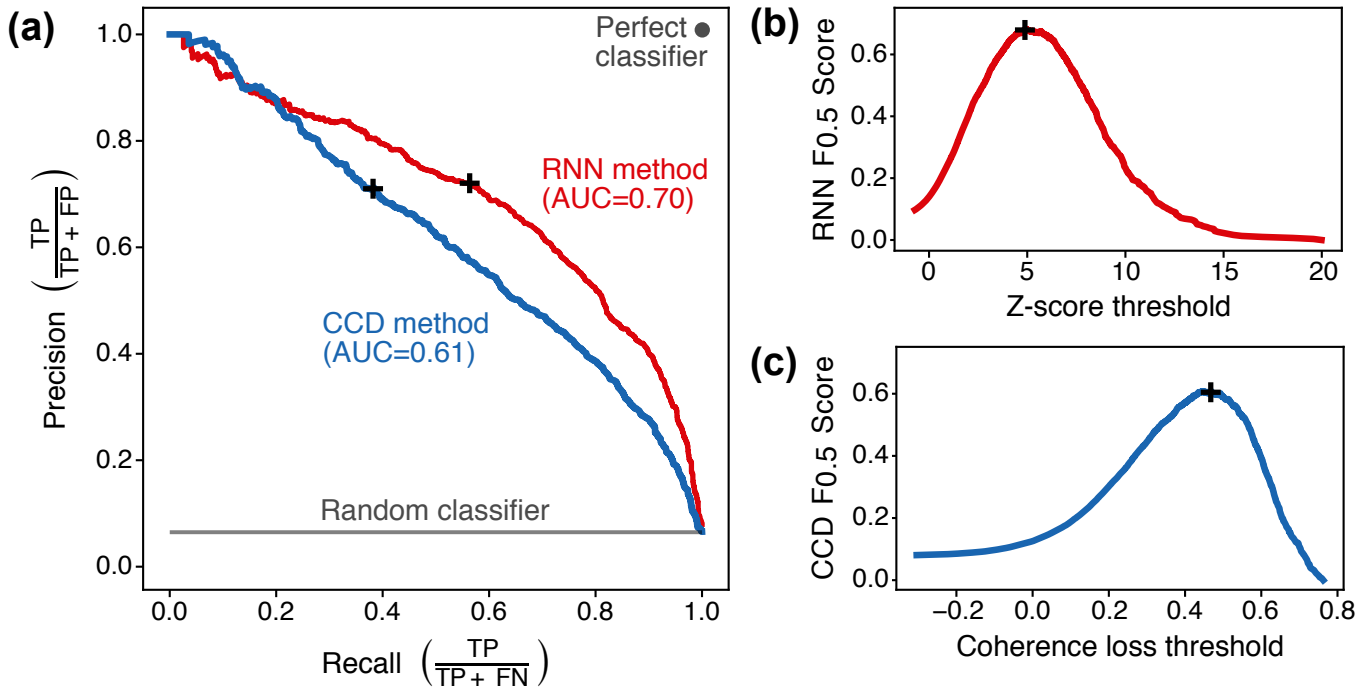 (a)
1.0
0.8
0.6
0.4
0.2
0.0
0.0 0.2 0.4 0.6 0.8 1.0
Precision ( TP / TP + FP )
Recall ( TP / TP + FN )
Perfect
classifier
RNN method
(AUC=0.70)
CCD method
(AUC=0.61)
Random classifier
(b)
RNN F0.5 Score
0.6
0.4
0.2
0.0
0 5 10 15 20
Z-score threshold
(c)
CCD F0.5 Score
0.6
0.4
0.2
0.0
−0.2 0.0 0.2 0.4 0.6 0.8
Coherence loss threshold